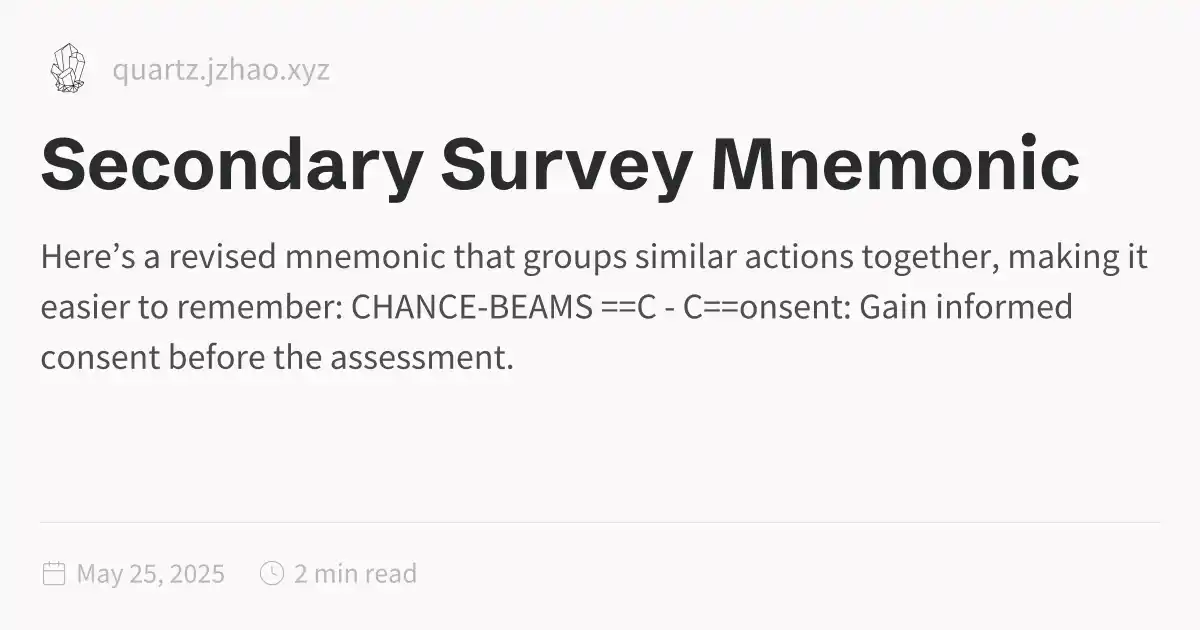 quartz.jzhao.xyz
Secondary Survey Mnemonic
Here’s a revised mnemonic that groups similar actions together, making it
easier to remember: CHANCE-BEAMS ==C - C==onsent: Gain informed
consent before the assessment.
May 25, 2025 2 min read